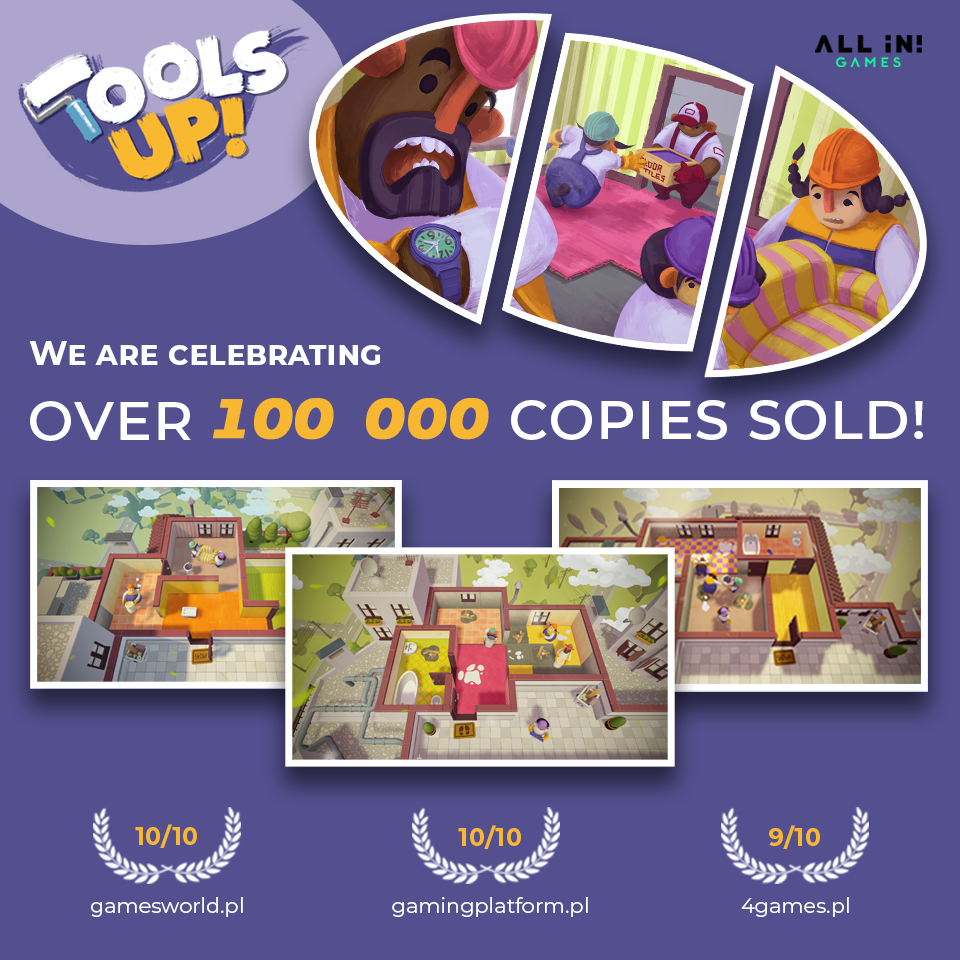 TOOLS
UP!
ALL iN!
GAMES
WE ARE CELEBRATING
OVER 100 000 COPIES SOLD!
10/10
gamesworld.pl
10/10
gamingplatform.pl
9/10
4games.pl